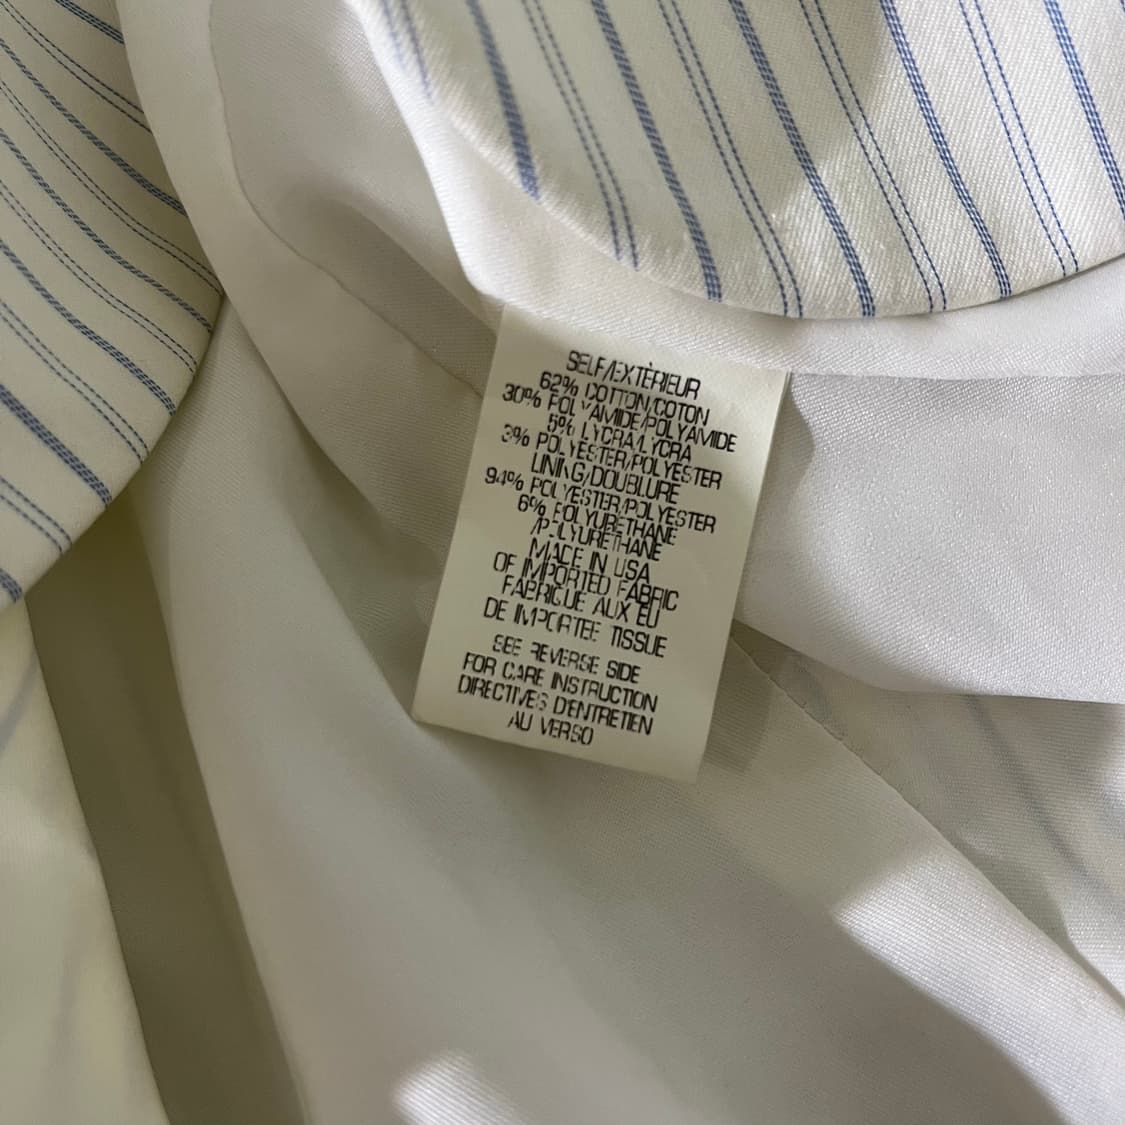 SELF/EXTÈRIEUR
62% COTTON/COTON
30% POLYAMIDE/POLYAMIDE
5% LYCRA/LYCRA
3% POLYESTER/POLYESTER
LINING/DOUBLURE
94% POLYESTER/POLYESTER
6% POLYURETHANE
/POLYURETHANE
MADE IN USA
OF IMPORTED FABRIC
FABRIQUE AUX EU
DE IMPORTEE TISSUE
SEE REVERSE SIDE
FOR CARE INSTRUCTION
DIRECTIVES D'ENTRETIEN
AU VERSO